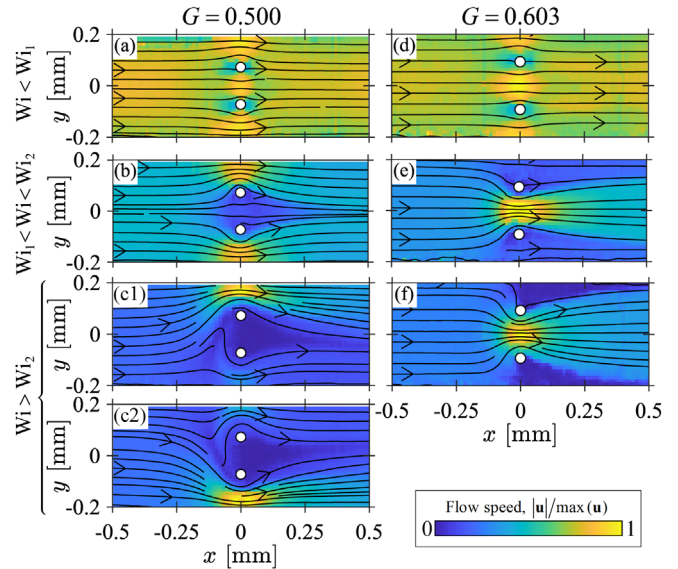 G = 0.500
G = 0.603
Wi < Wi₁
y [mm]
0.2
0
-0.2
(a)
(d)
Wi₁ < Wi < Wi₂
y [mm]
0.2
0
-0.2
(b)
(e)
Wi > Wi₂
y [mm]
0.2
0
-0.2
(c1)
(f)
-0.5 -0.25 0 0.25 0.5
x [mm]
y [mm]
0.2
0
-0.2
(c2)
-0.5 -0.25 0 0.25 0.5
x [mm]
Flow speed, |u|/max(u)
0 1